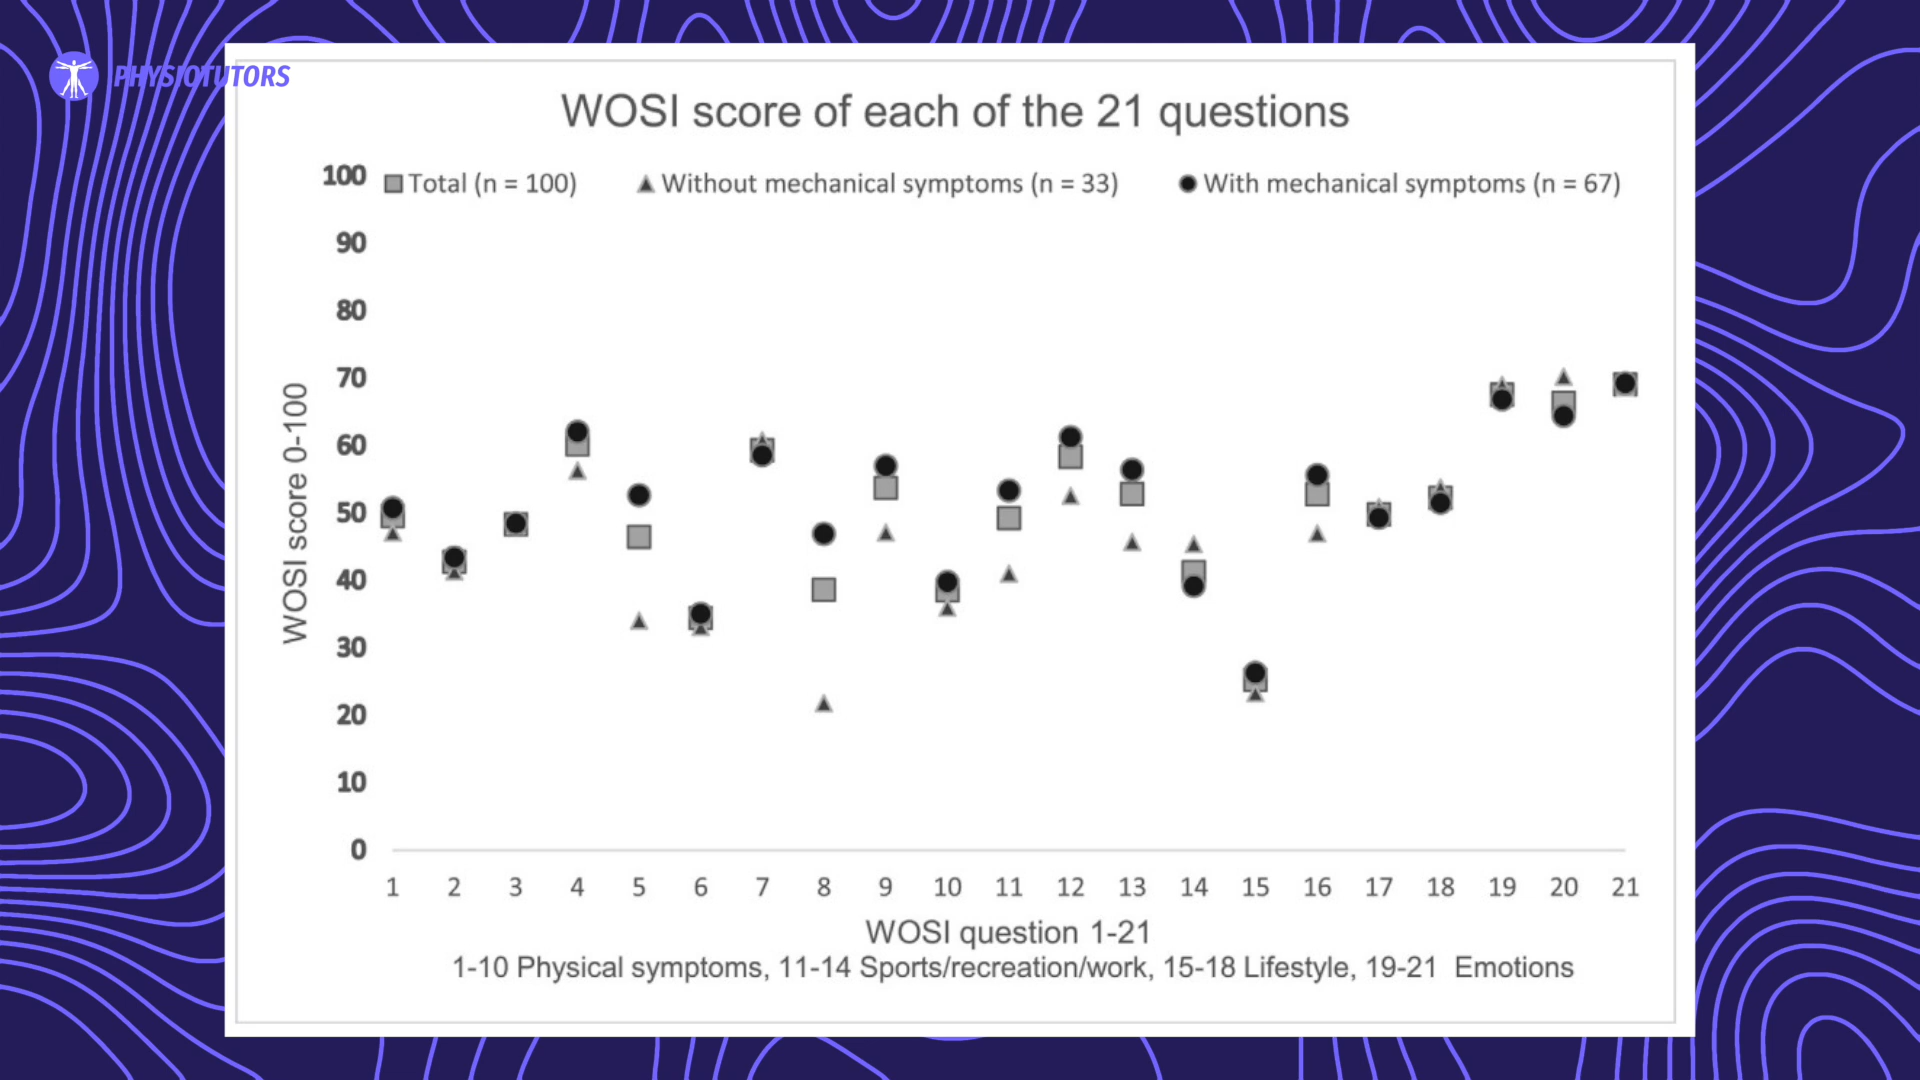 PHYSIOTUTORS
WOSI score of each of the 21 questions
Total (n = 100) Without mechanical symptoms (n = 33) With mechanical symptoms (n = 67)
100
90
80
70
60
50
40
30
20
10
0
WOSI score 0-100
1 2 3 4 5 6 7 8 9 10 11 12 13 14 15 16 17 18 19 20 21
WOSI question 1-21
1-10 Physical symptoms, 11-14 Sports/recreation/work, 15-18 Lifestyle, 19-21 Emotions